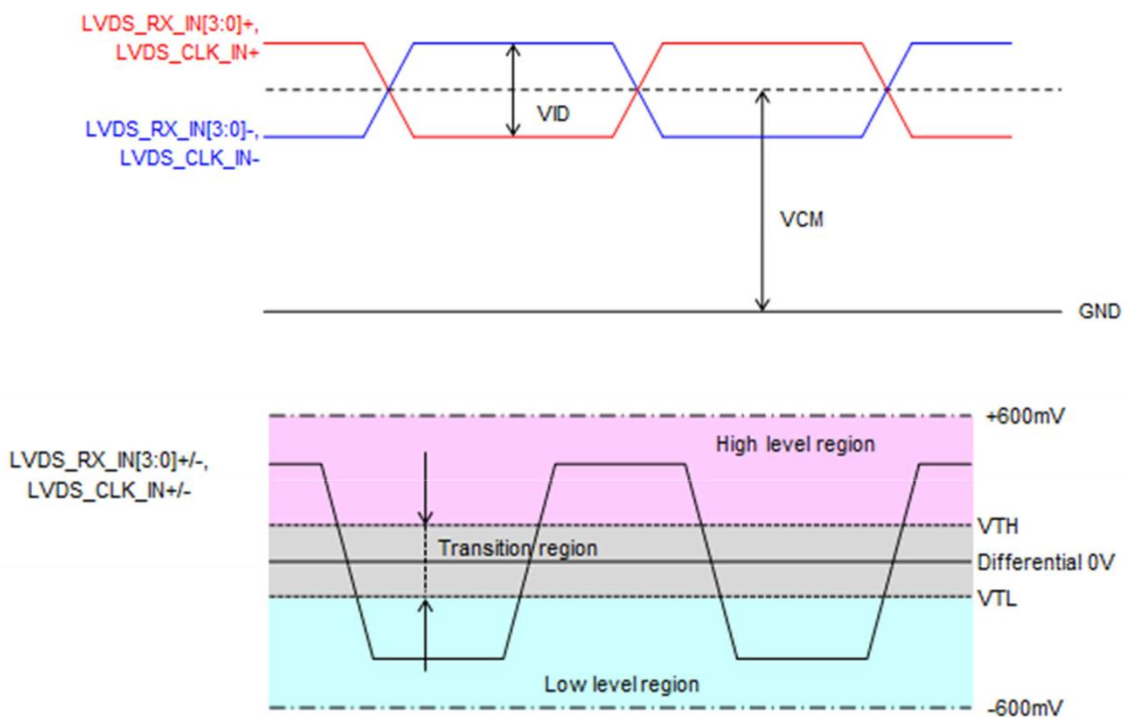 LVDS_RX_IN[3:0]+,
LVDS_CLK_IN+
VID
LVDS_RX_IN[3:0]-,
LVDS_CLK_IN-
VCM
GND
+600mV
High level region
LVDS_RX_IN[3:0]+/-,
LVDS_CLK_IN+/-
VTH
Transition region
Differential 0V
VTL
Low level region
-600mV